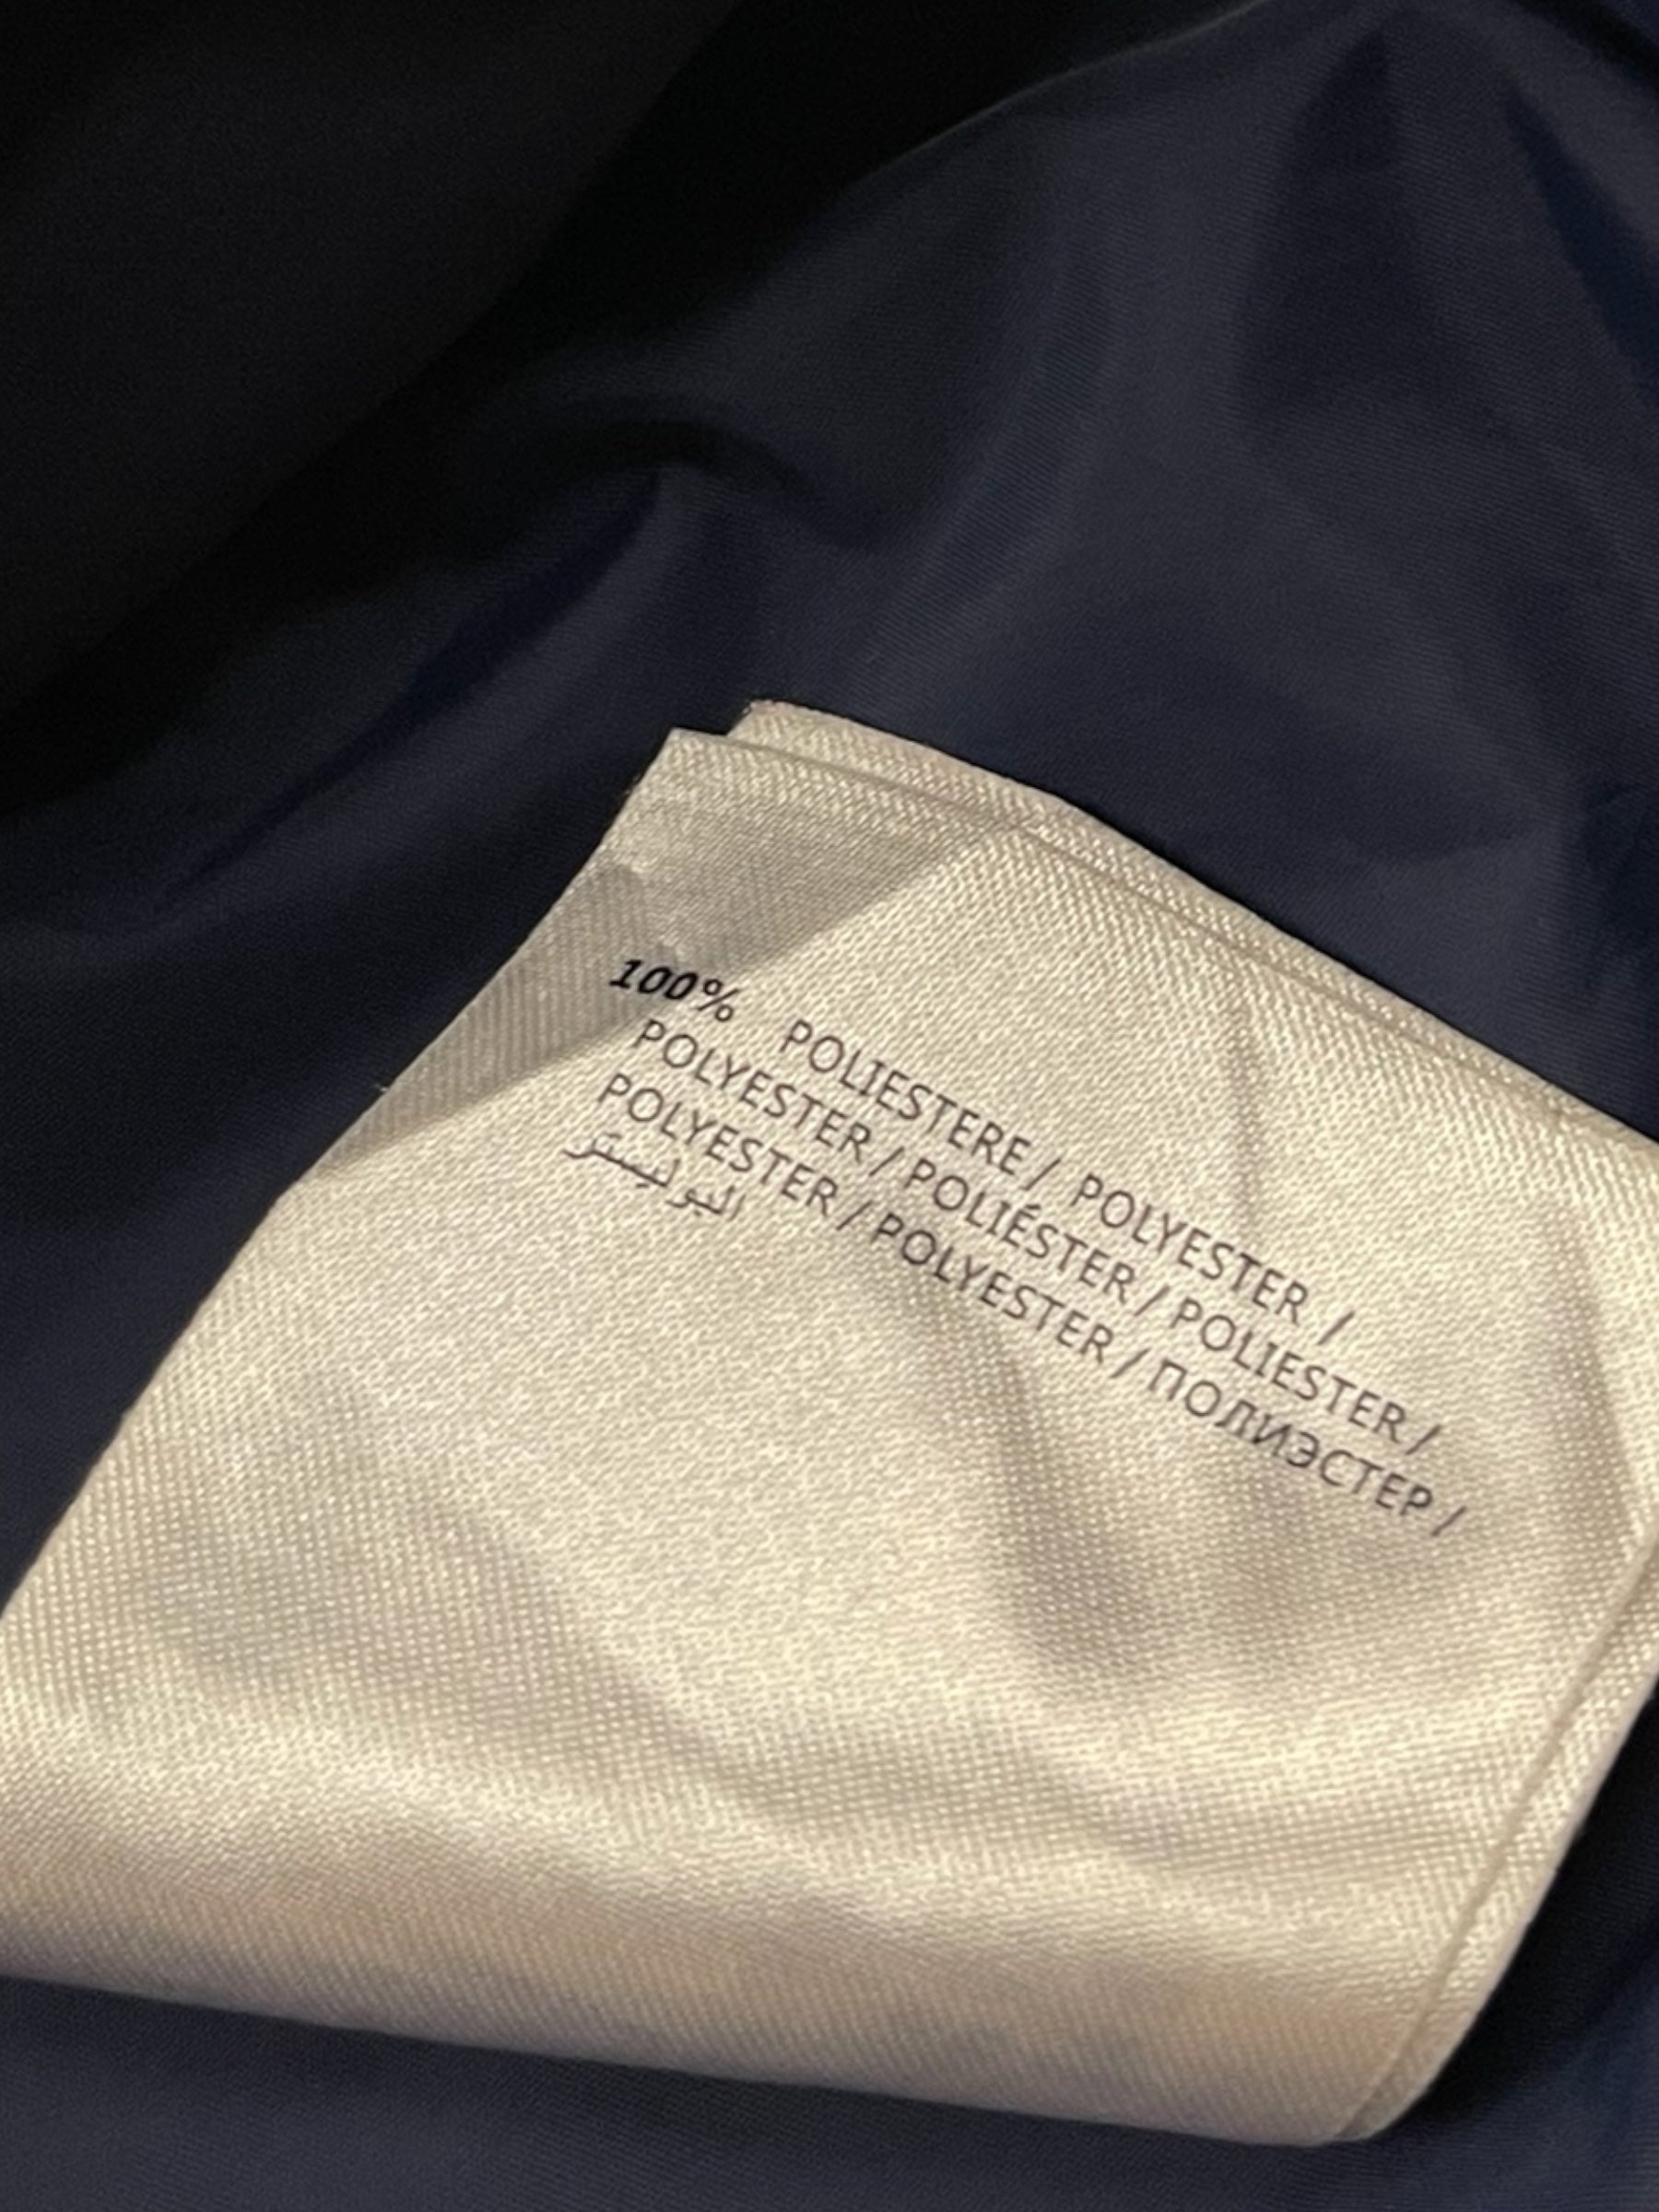 100% POLIESTERE / POLYESTER /
POLYESTER / POLIÉSTER / POLIESTER /
POLYESTER / POLYESTER / ПОЛИЭСТЕР /
البوليستر